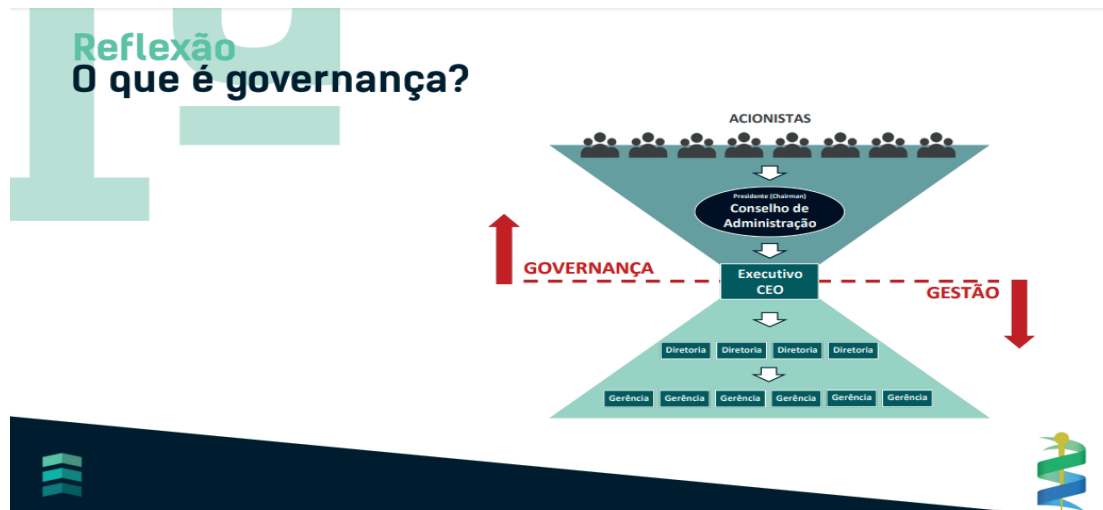 Reflexão
O que é governança?
ACIONISTAS
Presidente (Chairman)
Conselho de
Administração
GOVERNANÇA
Executivo
CEO
GESTÃO
Diretoria Diretoria Diretoria Diretoria
Gerência Gerência Gerência Gerência Gerência Gerência